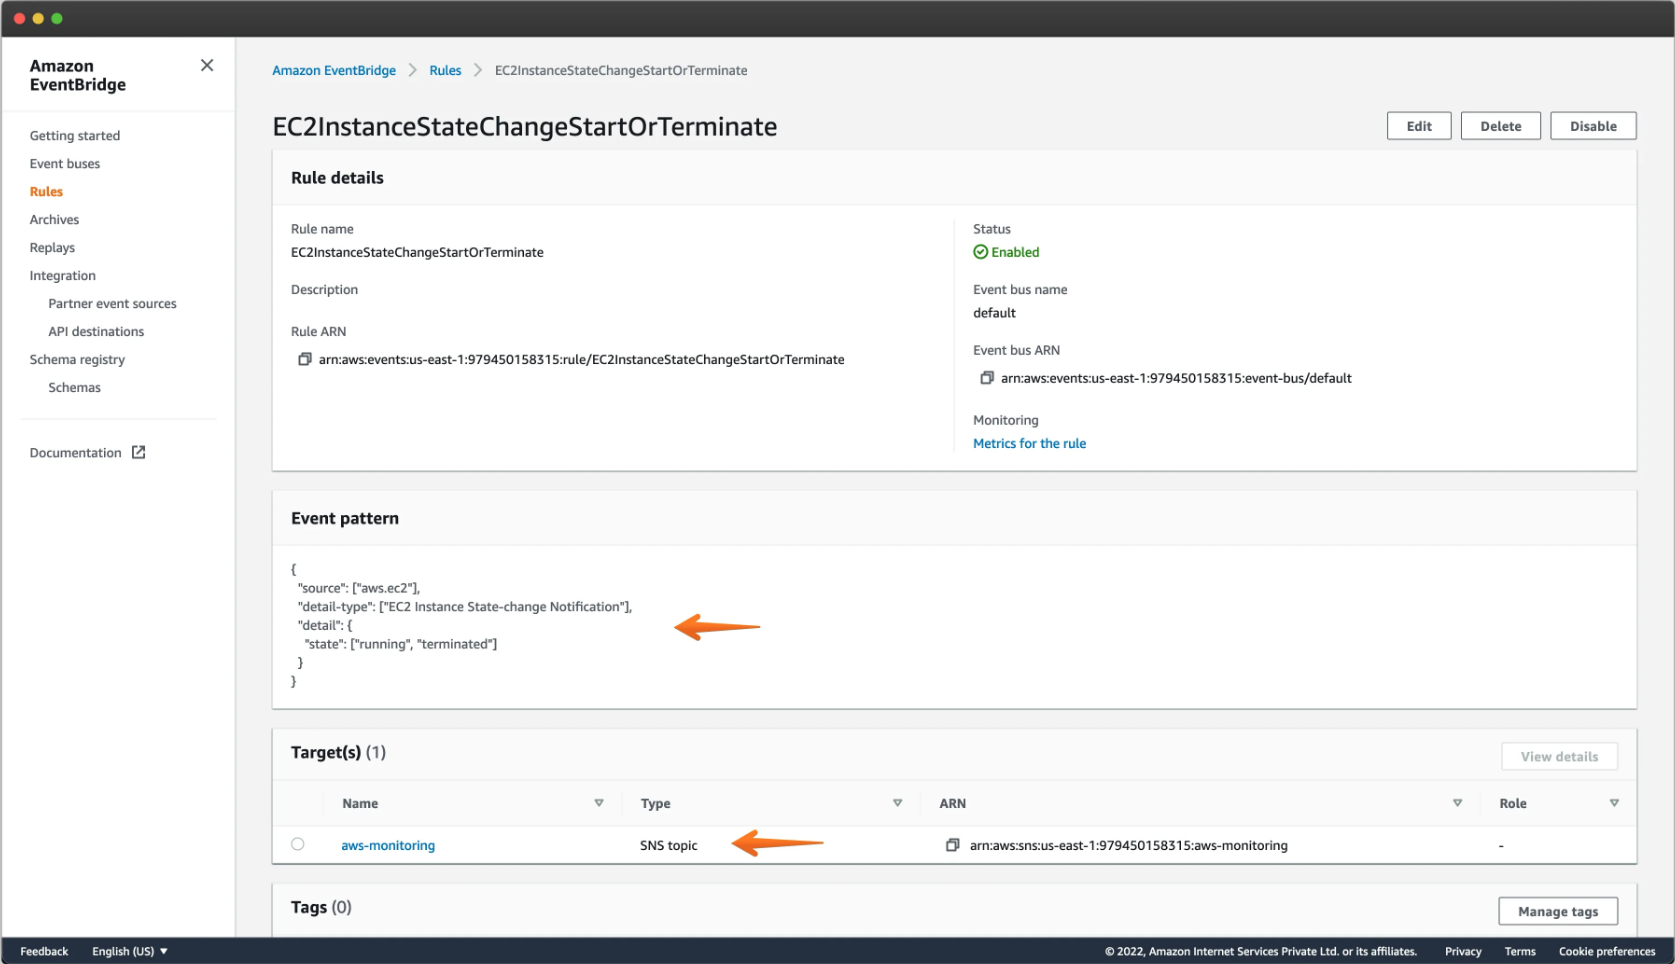 Amazon
EventBridge
Getting started
Event buses
Rules
Archives
Replays
Integration
Partner event sources
API destinations
Schema registry
Schemas
Documentation
Amazon EventBridge
Rules
EC2InstanceStateChangeStartOrTerminate
EC2InstanceStateChangeStartOrTerminate
Edit
Delete
Disable
Rule details
Rule name
EC2InstanceStateChangeStartOrTerminate
Description
Rule ARN
arn:aws:events:us-east-1:979450158315:rule/EC2InstanceStateChangeStartOrTerminate
Status
Enabled
Event bus name
default
Event bus ARN
arn:aws:events:us-east-1:979450158315:event-bus/default
Monitoring
Metrics for the rule
Event pattern
{
"source": ["aws.ec2"],
"detail-type": ["EC2 Instance State-change Notification"],
"detail": {
"state": ["running", "terminated"]
}
}
Target(s) (1)
View details
Name
Type
ARN
Role
aws-monitoring
SNS topic
arn:aws:sns:us-east-1:979450158315:aws-monitoring
-
Tags (0)
Manage tags
Feedback
English (US)
© 2022, Amazon Internet Services Private Ltd. or its affiliates.
Privacy
Terms
Cookie preferences